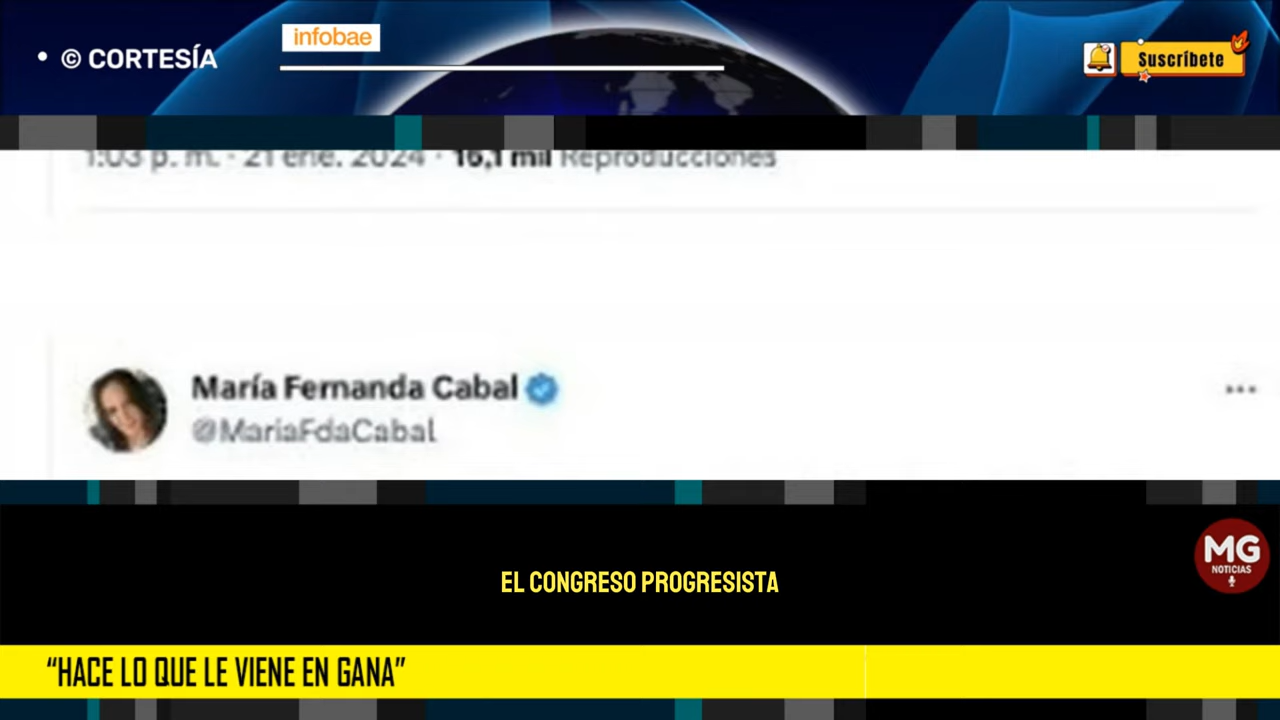 • © CORTESÍA
infobae
Suscríbete
1:03 p. m. · 21 ene. 2024 · 16,1 mil Reproducciones
María Fernanda Cabal
@MariaFdaCabal
MG
NOTICIAS
EL CONGRESO PROGRESISTA
“HACE LO QUE LE VIENE EN GANA”